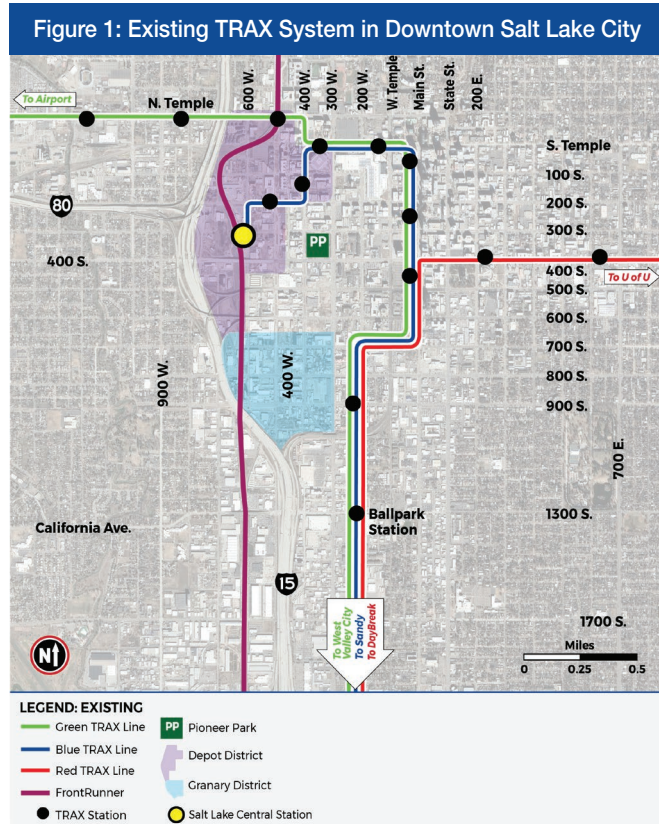 Figure 1: Existing TRAX System in Downtown Salt Lake City
To Airport
N. Temple
600 W.
400 W.
300 W.
200 W.
W. Temple
Main St.
State St.
200 E.
S. Temple
100 S.
200 S.
300 S.
80
PP
400 S.
400 S.
To U of U
500 S.
600 S.
700 S.
800 S.
900 S.
900 W.
400 W.
700 E.
California Ave.
Ballpark
Station
1300 S.
15
1700 S.
To West
Valley City
To Sandy
To DayBreak
N
Miles
0 0.25 0.5
LEGEND: EXISTING
Green TRAX Line
Blue TRAX Line
Red TRAX Line
FrontRunner
TRAX Station
PP Pioneer Park
Depot District
Granary District
Salt Lake Central Station